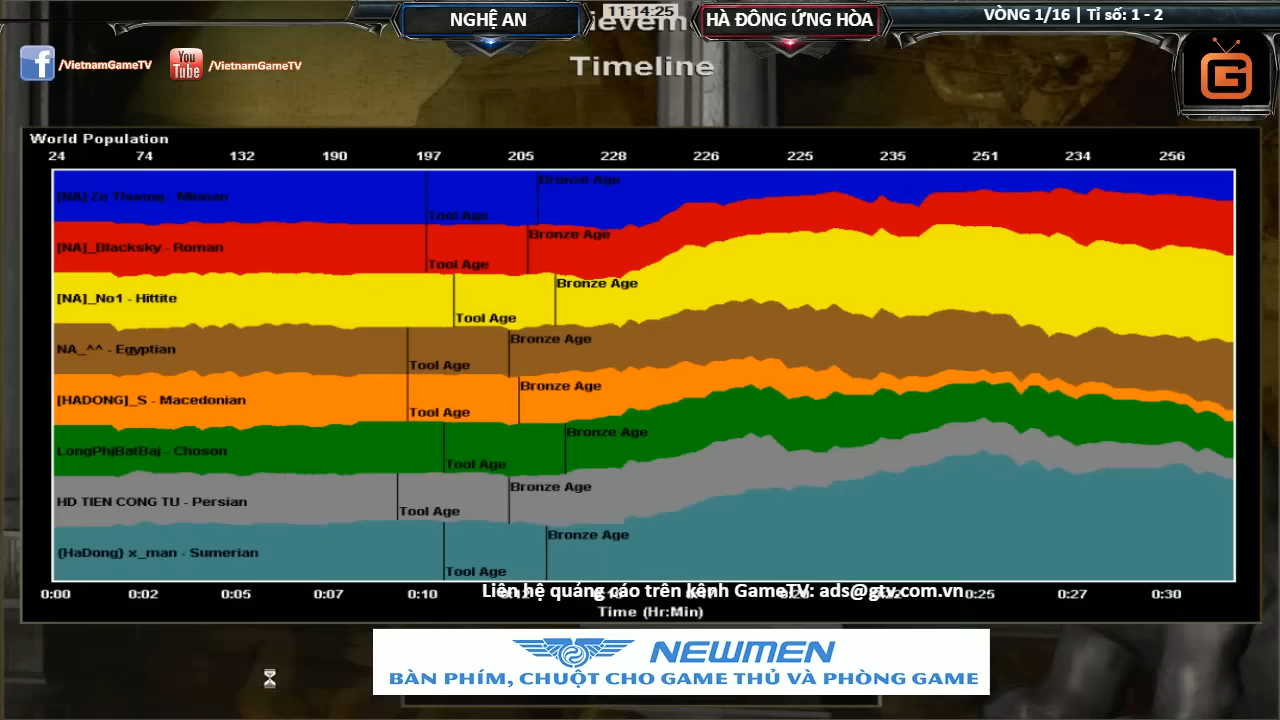 11:14:25
NGHỆ AN
HÀ ĐÔNG ỨNG HÒA
VÒNG 1/16 | Tỉ số: 1 - 2
Timeline
f /VietnamGameTV
You Tube /VietnamGameTV
G
World Population
24 74 132 190 197 205 228 226 225 235 251 234 256
Bronze Age
[NA] Zo Thuong - Minoan
Tool Age
Bronze Age
[NA]_Blacksky - Roman
Tool Age
Bronze Age
[NA]_No1 - Hittite
Tool Age
Bronze Age
NA_^^ - Egyptian
Tool Age
Bronze Age
[HADONG]_S - Macedonian
Tool Age
Bronze Age
LongPhjBatBaj - Choson
Tool Age
Bronze Age
HD TIEN CONG TU - Persian
Tool Age
Bronze Age
{HaDong} x_man - Sumerian
Tool Age
Liên hệ quảng cáo trên kênh GameTV: ads@gtv.com.vn
0:00 0:02 0:05 0:07 0:10 0:25 0:27 0:30
Time (Hr:Min)
NEWMEN
BÀN PHÍM, CHUỘT CHO GAME THỦ VÀ PHÒNG GAME